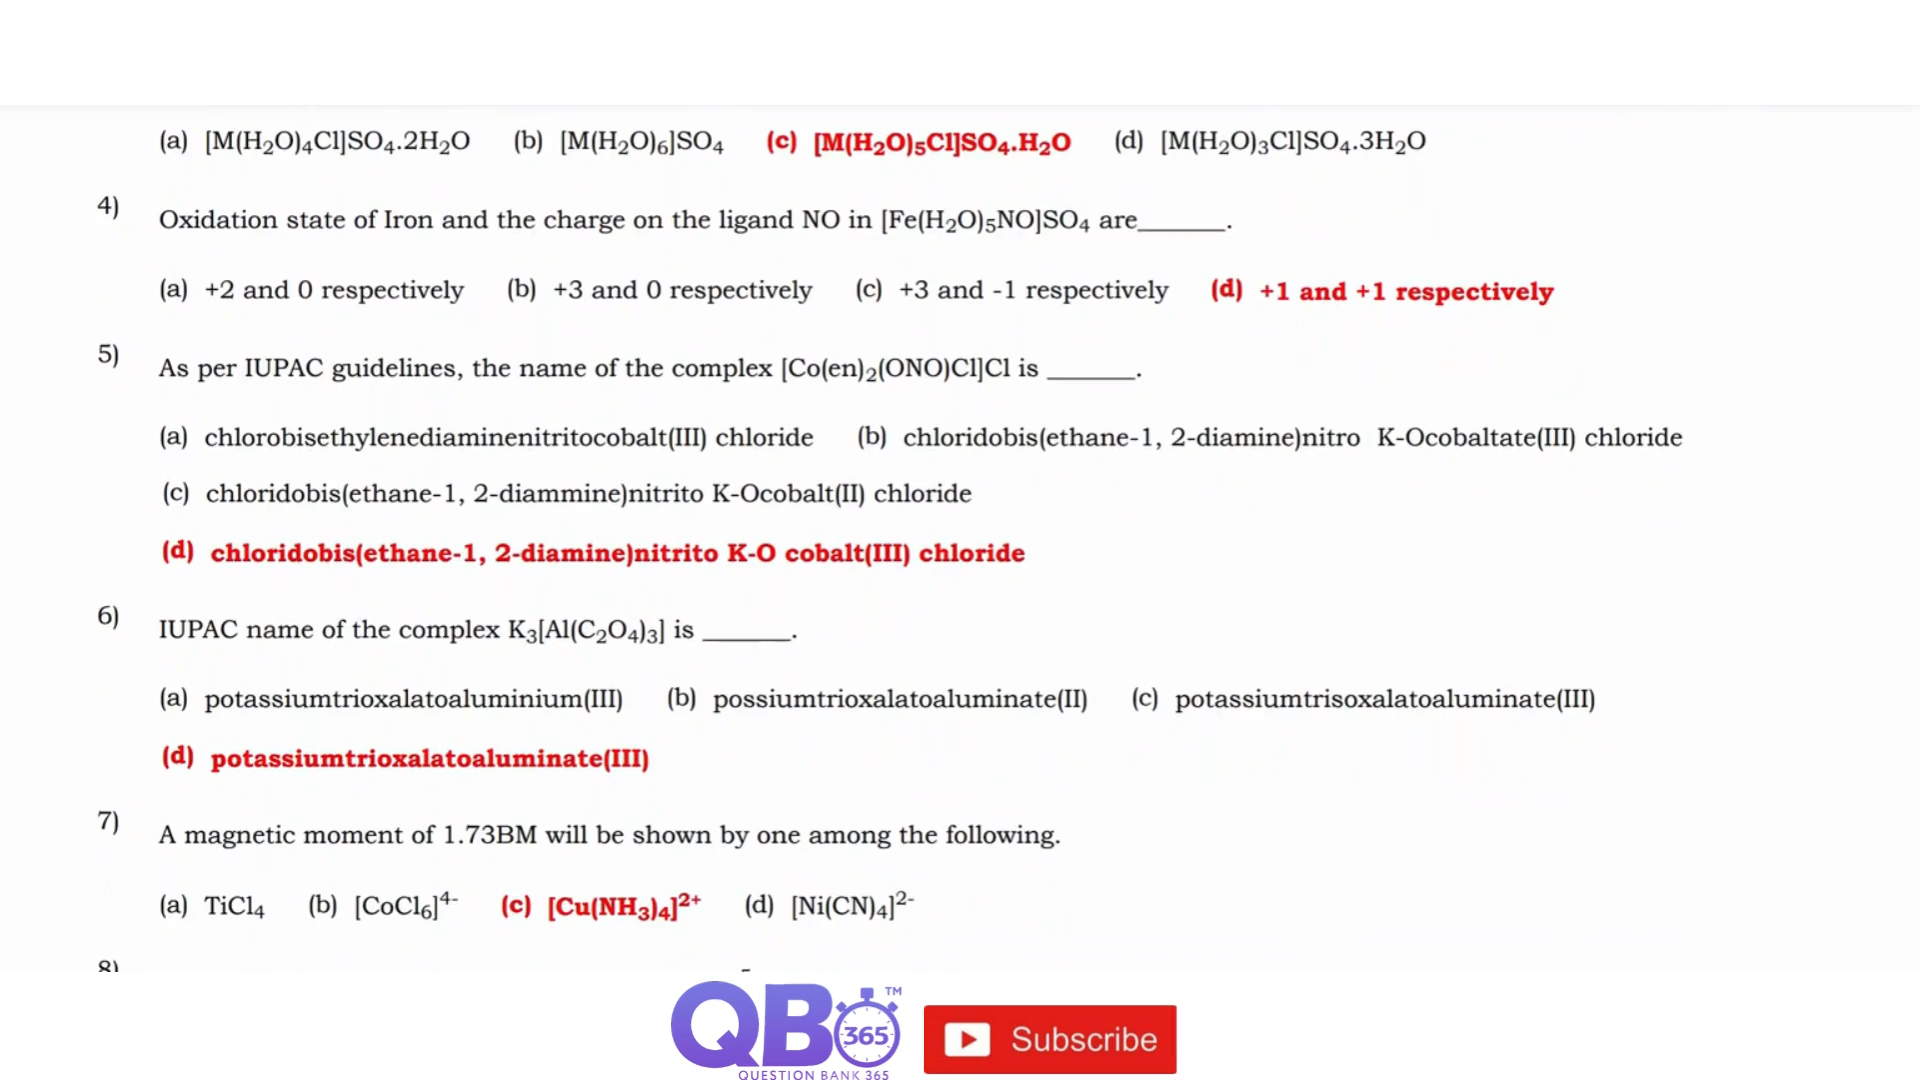 (a) [M(H₂O)₄Cl]SO₄.2H₂O (b) [M(H₂O)₆]SO₄ (c) [M(H₂O)₅Cl]SO₄.H₂O (d) [M(H₂O)₃Cl]SO₄.3H₂O
4) Oxidation state of Iron and the charge on the ligand NO in [Fe(H₂O)₅NO]SO₄ are______.
(a) +2 and 0 respectively (b) +3 and 0 respectively (c) +3 and -1 respectively (d) +1 and +1 respectively
5) As per IUPAC guidelines, the name of the complex [Co(en)₂(ONO)Cl]Cl is ______.
(a) chlorobisethylenediaminenitritocobalt(III) chloride (b) chloridobis(ethane-1, 2-diamine)nitro K-Ocobaltate(III) chloride
(c) chloridobis(ethane-1, 2-diammine)nitrito K-Ocobalt(II) chloride
(d) chloridobis(ethane-1, 2-diamine)nitrito K-O cobalt(III) chloride
6) IUPAC name of the complex K₃[Al(C₂O₄)₃] is ______.
(a) potassiumtrioxalatoaluminium(III) (b) possiumtrioxalatoaluminate(II) (c) potassiumtrisoxalatoaluminate(III)
(d) potassiumtrioxalatoaluminate(III)
7) A magnetic moment of 1.73BM will be shown by one among the following.
(a) TiCl₄ (b) [CoCl₆]⁴⁻ (c) [Cu(NH₃)₄]²⁺ (d) [Ni(CN)₄]²⁻
8)
QB 365 TM
QUESTION BANK 365
Subscribe